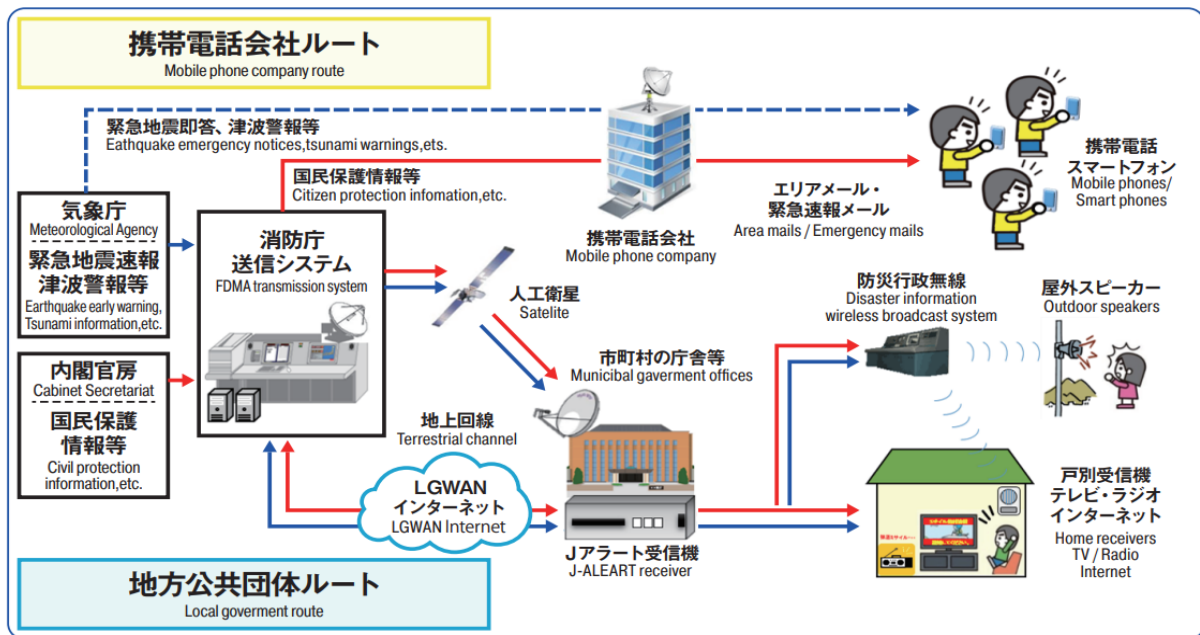 携帯電話会社ルート
Mobile phone company route
緊急地震即答、津波警報等
Eathquake emergency notices,tsunami warnings,ets.
国民保護情報等
Citizen protection infomation,etc.
気象庁
Meteorological Agency
緊急地震速報
津波警報等
Earthquake early warning,
Tsunami information,etc.
内閣官房
Cabinet Secretariat
国民保護
情報等
Civil protection
information,etc.
消防庁
送信システム
FDMA transmission system
人工衛星
Satelite
携帯電話会社
Mobile phone company
エリアメール・
緊急速報メール
Area mails / Emergency mails
携帯電話
スマートフォン
Mobile phones/
Smart phones
市町村の庁舎等
Municibal gaverment offices
地上回線
Terrestrial channel
LGWAN
インターネット
LGWAN Internet
Jアラート受信機
J-ALEART receiver
防災行政無線
Disaster information
wireless broadcast system
屋外スピーカー
Outdoor speakers
戸別受信機
テレビ・ラジオ
インターネット
Home receivers
TV / Radio
Internet
地方公共団体ルート
Local goverment route